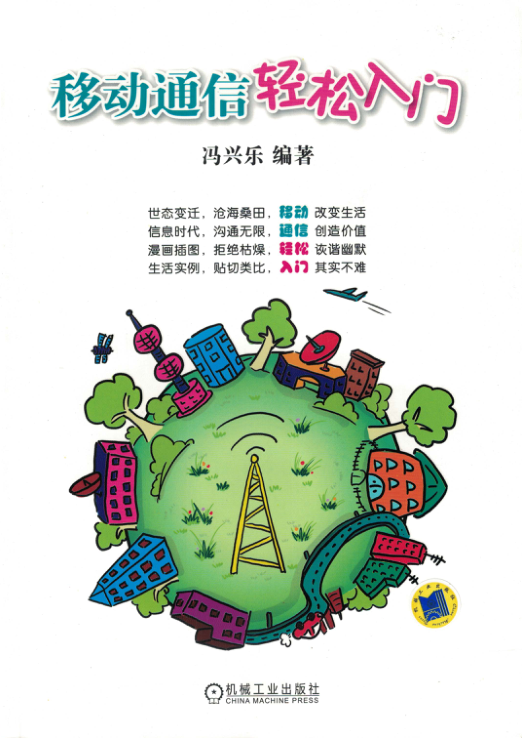 移动通信轻松入门
冯兴乐 编著
世态变迁，沧海桑田，移动 改变生活
信息时代，沟通无限，通信 创造价值
漫画插图，拒绝枯燥，轻松 诙谐幽默
生活实例，贴切类比，入门 其实不难
机械工业出版社
CHINA MACHINE PRESS